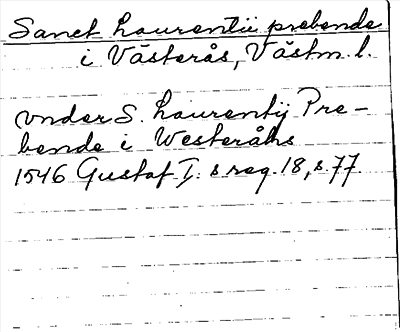 Sanct Laurentii prebende
i Västerås, Västm. l.
vnder S. Laurentij Pre-
bende i Westeråhs
1546 Gustaf I. s reg. 18, s. 77.